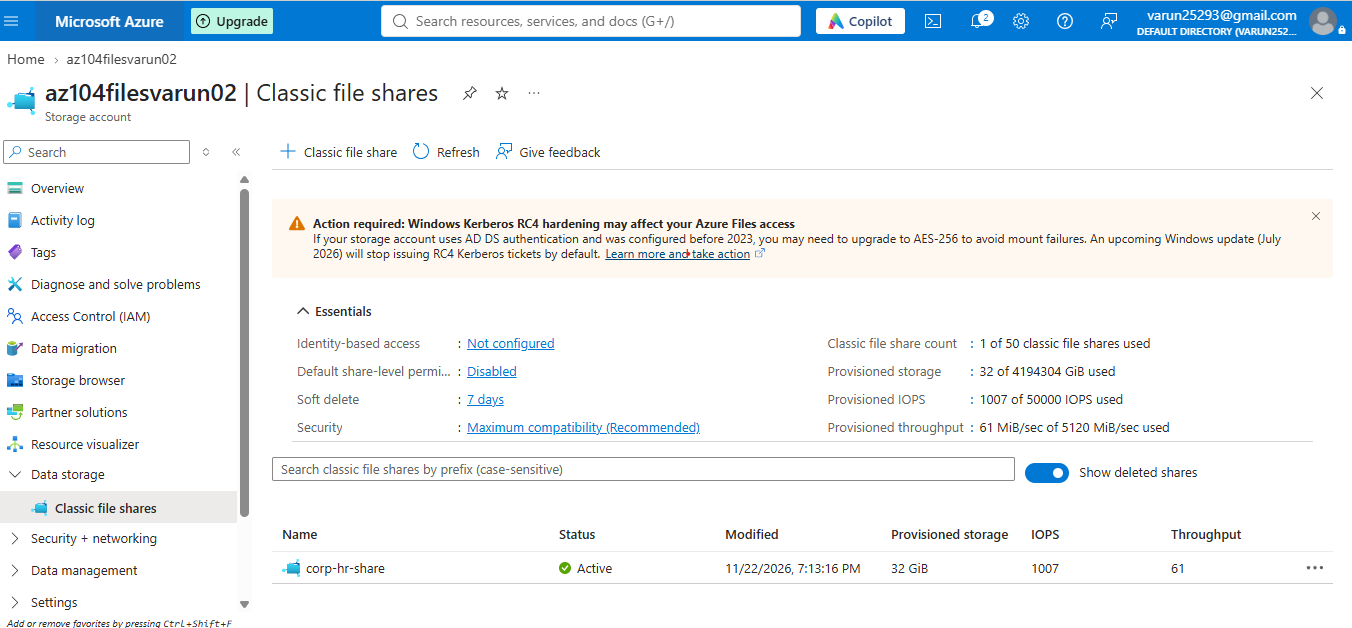 Microsoft Azure
Upgrade
Search resources, services, and docs (G+/)
Copilot
2
varun25293@gmail.com
DEFAULT DIRECTORY (VARUN252...
Home > az104filesvarun02
az104filesvarun02 | Classic file shares
...
Storage account
Search
Classic file share
Refresh
Give feedback
Overview
Activity log
Tags
Diagnose and solve problems
Access Control (IAM)
Data migration
Storage browser
Partner solutions
Resource visualizer
Data storage
Classic file shares
Security + networking
Data management
Settings
Add or remove favorites by pressing Ctrl+Shift+F
Action required: Windows Kerberos RC4 hardening may affect your Azure Files access
If your storage account uses AD DS authentication and was configured before 2023, you may need to upgrade to AES-256 to avoid mount failures. An upcoming Windows update (July
2026) will stop issuing RC4 Kerberos tickets by default. Learn more and take action
Essentials
Identity-based access : Not configured
Default share-level permi... : Disabled
Soft delete : 7 days
Security : Maximum compatibility (Recommended)
Classic file share count : 1 of 50 classic file shares used
Provisioned storage : 32 of 4194304 GiB used
Provisioned IOPS : 1007 of 50000 IOPS used
Provisioned throughput : 61 MiB/sec of 5120 MiB/sec used
Search classic file shares by prefix (case-sensitive)
Show deleted shares
Name Status Modified Provisioned storage IOPS Throughput
corp-hr-share Active 11/22/2026, 7:13:16 PM 32 GiB 1007 61